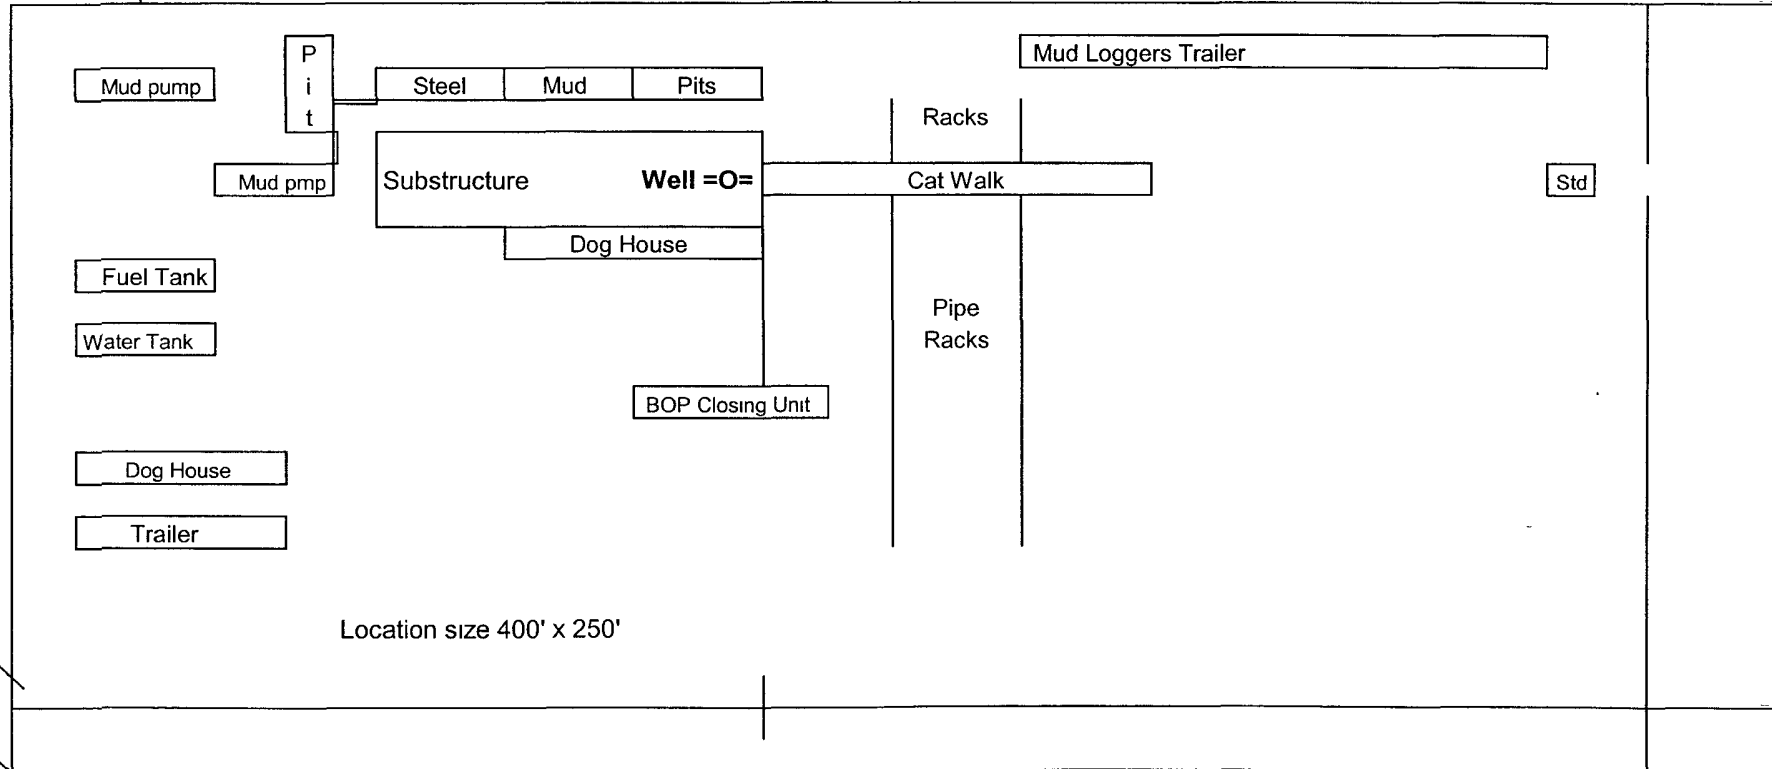 Mud Loggers Trailer
P
i
t
Mud pump
Steel
Mud
Pits
Racks
Mud pmp
Substructure
Well =O=
Cat Walk
Std
Dog House
Fuel Tank
Pipe
Racks
Water Tank
BOP Closing Unit
Dog House
Trailer
Location size 400' x 250'